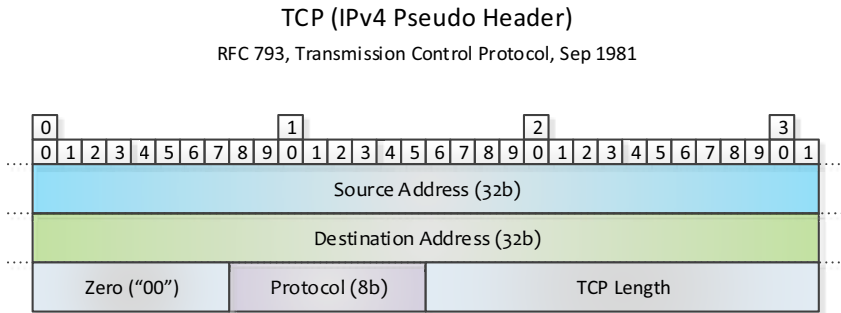 TCP (IPv4 Pseudo Header)
RFC 793, Transmission Control Protocol, Sep 1981
0 1 2 3
0 1 2 3 4 5 6 7 8 9 0 1 2 3 4 5 6 7 8 9 0 1 2 3 4 5 6 7 8 9 0 1
Source Address (32b)
Destination Address (32b)
Zero (“00”) Protocol (8b) TCP Length